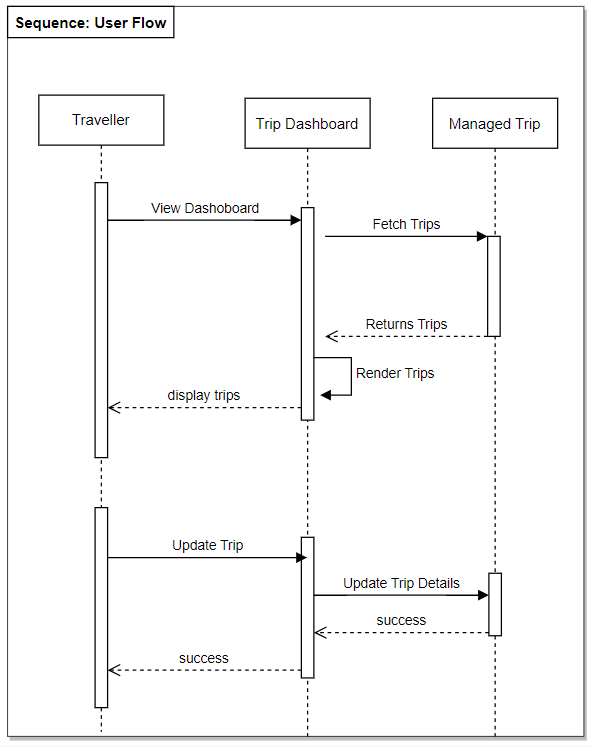 Sequence: User Flow
Traveller
Trip Dashboard
Managed Trip
View Dashoboard
Fetch Trips
Returns Trips
Render Trips
display trips
Update Trip
Update Trip Details
success
success